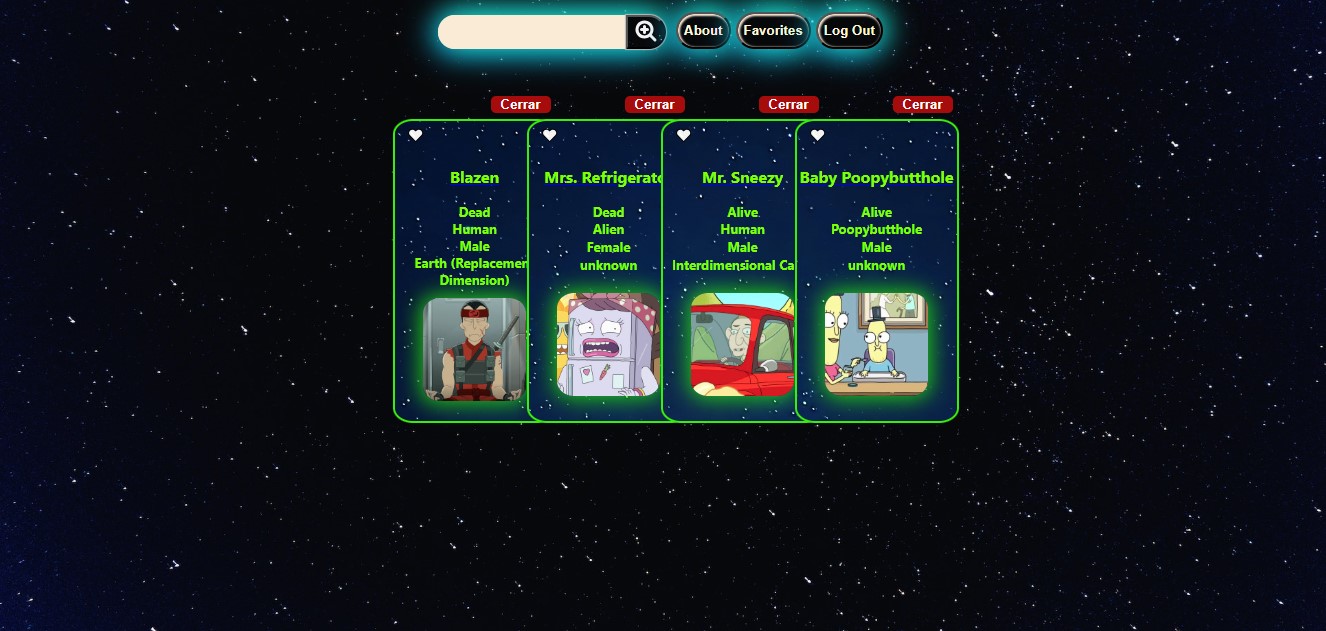 About
Favorites
Log Out
Cerrar
Cerrar
Cerrar
Cerrar
Blazen
Dead
Human
Male
Earth (Replacemen
Dimension)
Mrs. Refrigerato
Dead
Alien
Female
unknown
Mr. Sneezy
Alive
Human
Male
Interdimensional Ca
Baby Poopybutthole
Alive
Poopybutthole
Male
unknown